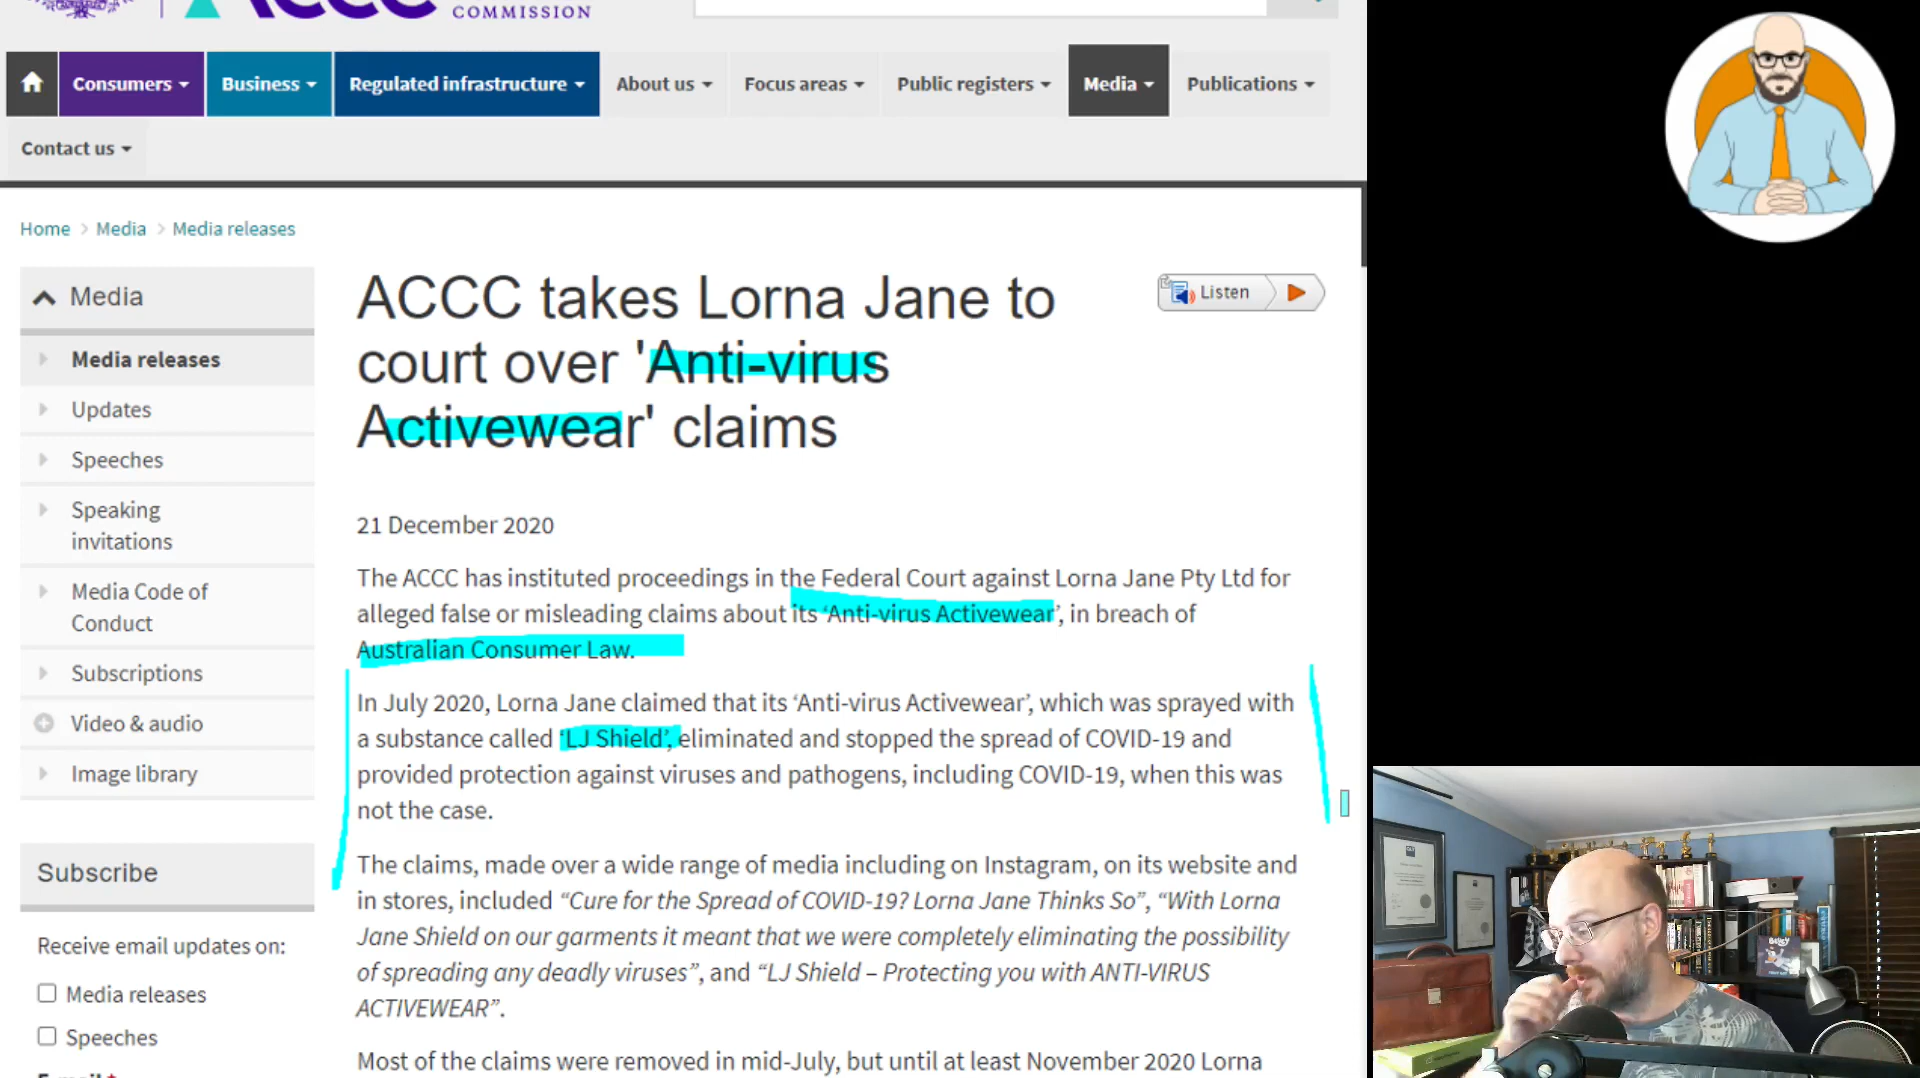 ACCC
COMMISSION
Consumers
Business
Regulated infrastructure
About us
Focus areas
Public registers
Media
Publications
Contact us
Home > Media > Media releases
Media
Media releases
Updates
Speeches
Speaking
invitations
Media Code of
Conduct
Subscriptions
Video & audio
Image library
Subscribe
Receive email updates on:
Media releases
Speeches
ACCC takes Lorna Jane to
court over 'Anti-virus
Activewear' claims
Listen
21 December 2020
The ACCC has instituted proceedings in the Federal Court against Lorna Jane Pty Ltd for
alleged false or misleading claims about its ‘Anti-virus Activewear’, in breach of
Australian Consumer Law.
In July 2020, Lorna Jane claimed that its ‘Anti-virus Activewear’, which was sprayed with
a substance called ‘LJ Shield’, eliminated and stopped the spread of COVID-19 and
provided protection against viruses and pathogens, including COVID-19, when this was
not the case.
The claims, made over a wide range of media including on Instagram, on its website and
in stores, included “Cure for the Spread of COVID-19? Lorna Jane Thinks So”, “With Lorna
Jane Shield on our garments it meant that we were completely eliminating the possibility
of spreading any deadly viruses”, and “LJ Shield – Protecting you with ANTI-VIRUS
ACTIVEWEAR”.
Most of the claims were removed in mid-July, but until at least November 2020 Lorna